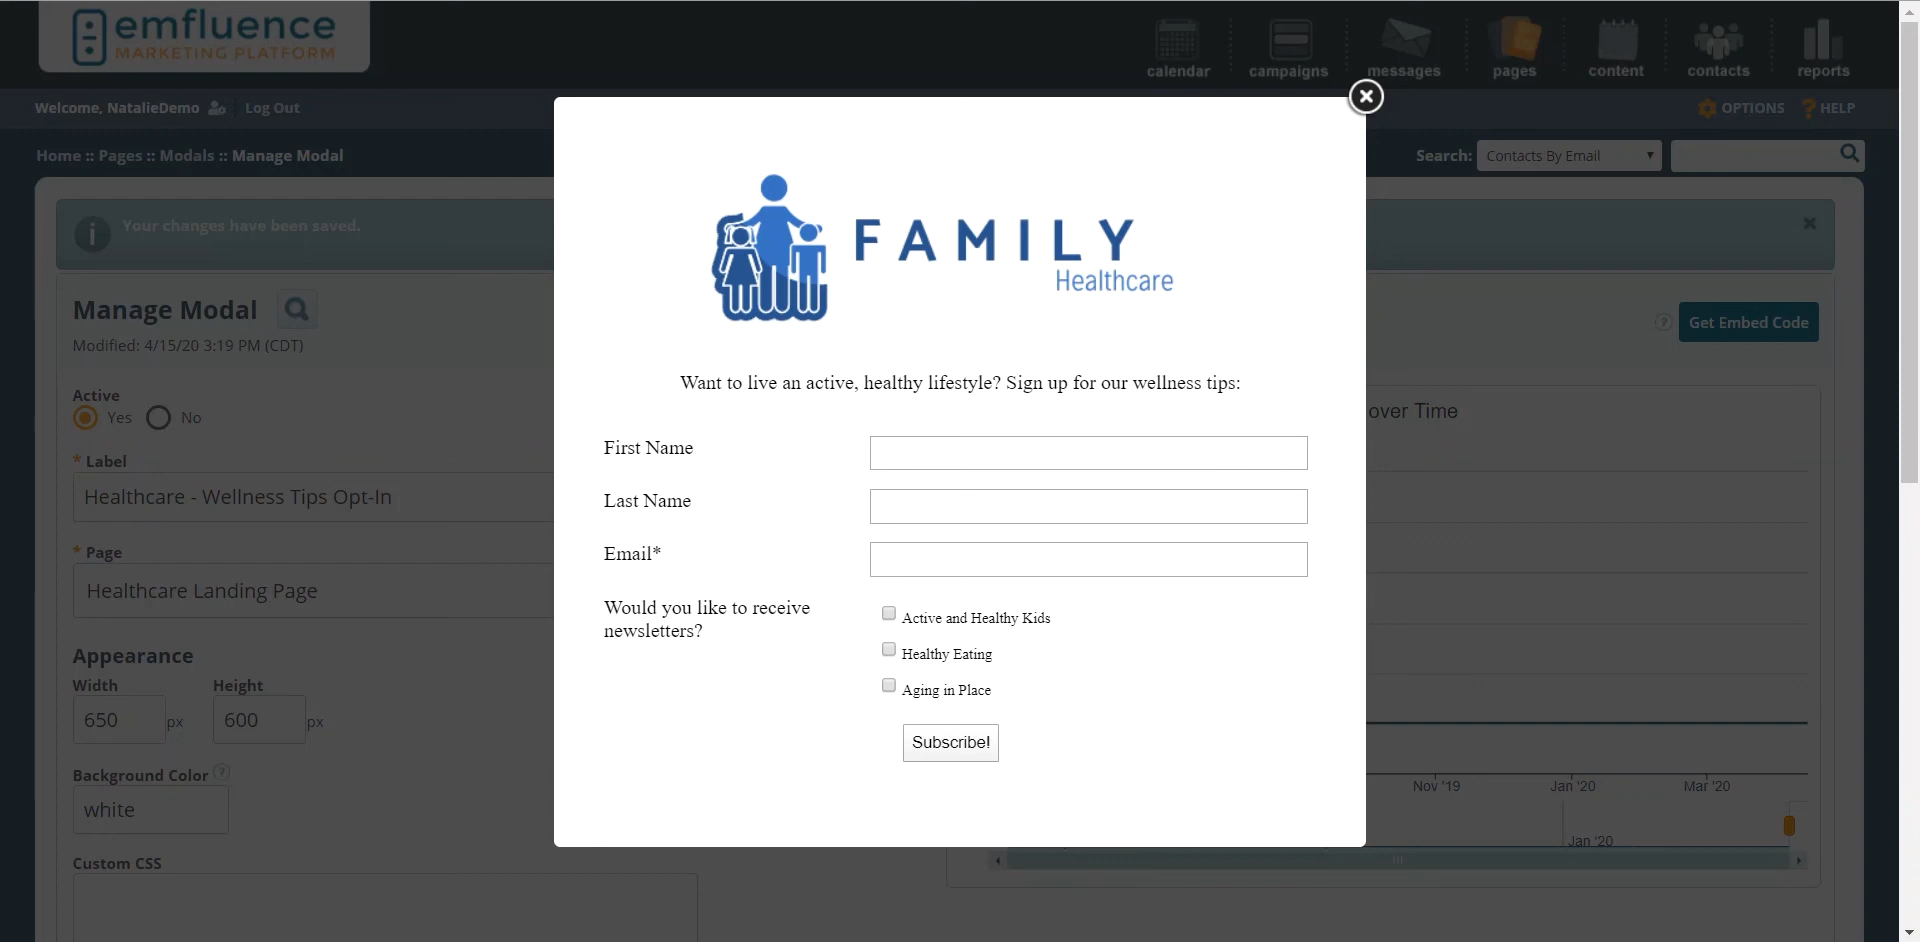 emfluence
MARKETING PLATFORM
calendar
campaigns
messages
pages
content
contacts
reports
Welcome, NatalieDemo
Log Out
OPTIONS
? HELP
Home :: Pages :: Modals :: Manage Modal
Search:
Contacts By Email
Your changes have been saved.
Manage Modal
Modified: 4/15/20 3:19 PM (CDT)
?
Get Embed Code
Active
Yes
No
over Time
* Label
Healthcare - Wellness Tips Opt-In
* Page
Healthcare Landing Page
Appearance
Width
Height
650 px
600 px
Background Color ?
white
Custom CSS
FAMILY
Healthcare
Want to live an active, healthy lifestyle? Sign up for our wellness tips:
First Name
Last Name
Email*
Would you like to receive
newsletters?
Active and Healthy Kids
Healthy Eating
Aging in Place
Subscribe!
Nov '19
Jan '20
Mar '20
Jan '20